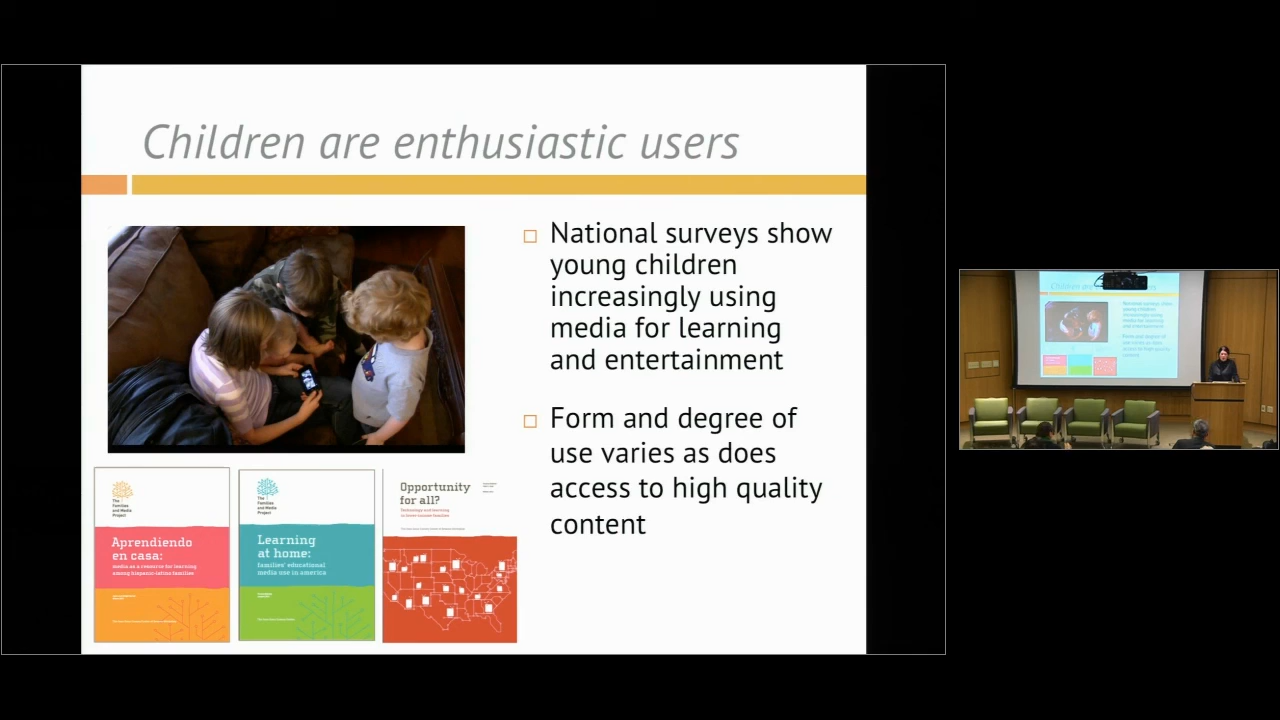 Children are enthusiastic users
National surveys show
young children
increasingly using
media for learning
and entertainment
Form and degree of
use varies as does
access to high quality
content
The
Families
and Media
Project
Aprendiendo
en casa:
media as a resource for learning
among hispanic-latino families
The
Families
and Media
Project
Learning
at home:
families' educational
media use in america
Opportunity
for all?
Technology and learning
in lower-income families